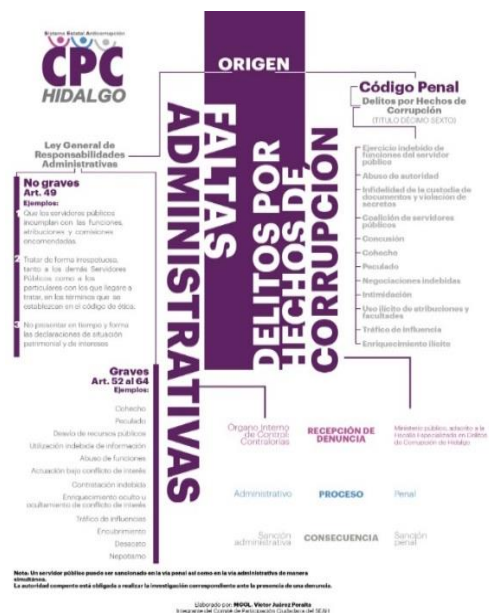 Sistema Estatal Anticorrupción
CPC
HIDALGO
ORIGEN
FALTAS
ADMINISTRATIVAS
DELITOS POR
HECHOS DE
CORRUPCIÓN
Ley General de
Responsabilidades
Administrativas
No graves
Art. 49
Ejemplos:
1 Que los servidores públicos
incumplan con las funciones,
atribuciones y comisiones
encomendadas.
2 Tratar de forma irrespetuosa,
tanto a los demás Servidores
Públicos como a los
particulares con los que llegare a
tratar, en los términos que se
establezcan en el código de ética.
3 No presentar en tiempo y forma
las declaraciones de situación
patrimonial y de intereses
Graves
Art. 52 al 64
Ejemplos:
Cohecho
Peculado
Desvío de recursos públicos
Utilización indebida de información
Abuso de funciones
Actuación bajo conflicto de interés
Contratación indebida
Enriquecimiento oculto u
ocultamiento de conflicto de interés
Tráfico de influencias
Encubrimiento
Desacato
Nepotismo
Código Penal
Delitos por Hechos de
Corrupción
(TITULO DÉCIMO SEXTO)
Ejercicio indebido de
funciones del servidor
público
Abuso de autoridad
Infidelidad de la custodia de
documentos y violación de
secretos
Coalición de servidores
públicos
Concusión
Cohecho
Peculado
Negociaciones indebidas
Intimidación
Uso ilícito de atribuciones y
facultades
Tráfico de influencia
Enriquecimiento ilícito
Órgano Interno
de Control:
Contralorías
RECEPCIÓN DE
DENUNCIA
Ministerio público, adscrito a la
Fiscalía Especializada en Delitos
de Corrupción de Hidalgo
Administrativo
PROCESO
Penal
Sanción
administrativa
CONSECUENCIA
Sanción
penal
Nota: Un servidor público puede ser sancionado en la vía penal así como en la vía administrativa de manera
simultánea.
La autoridad competente está obligada a realizar la investigación correspondiente ante la presencia de una denuncia.
Elaborado por: MGOL. Víctor Juárez Peralta
Integrante del Comité de Participación Ciudadana del SEAH